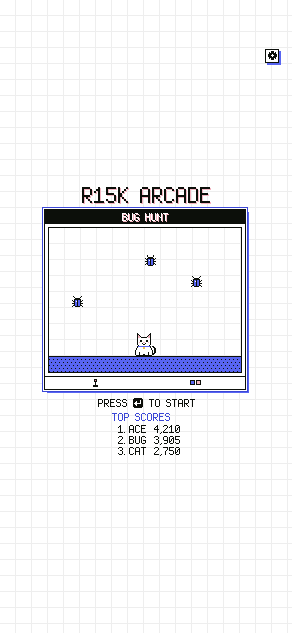 R15K ARCADE
BUG HUNT
PRESS ↵ TO START
TOP SCORES
1. ACE 4,210
2. BUG 3,905
3. CAT 2,750